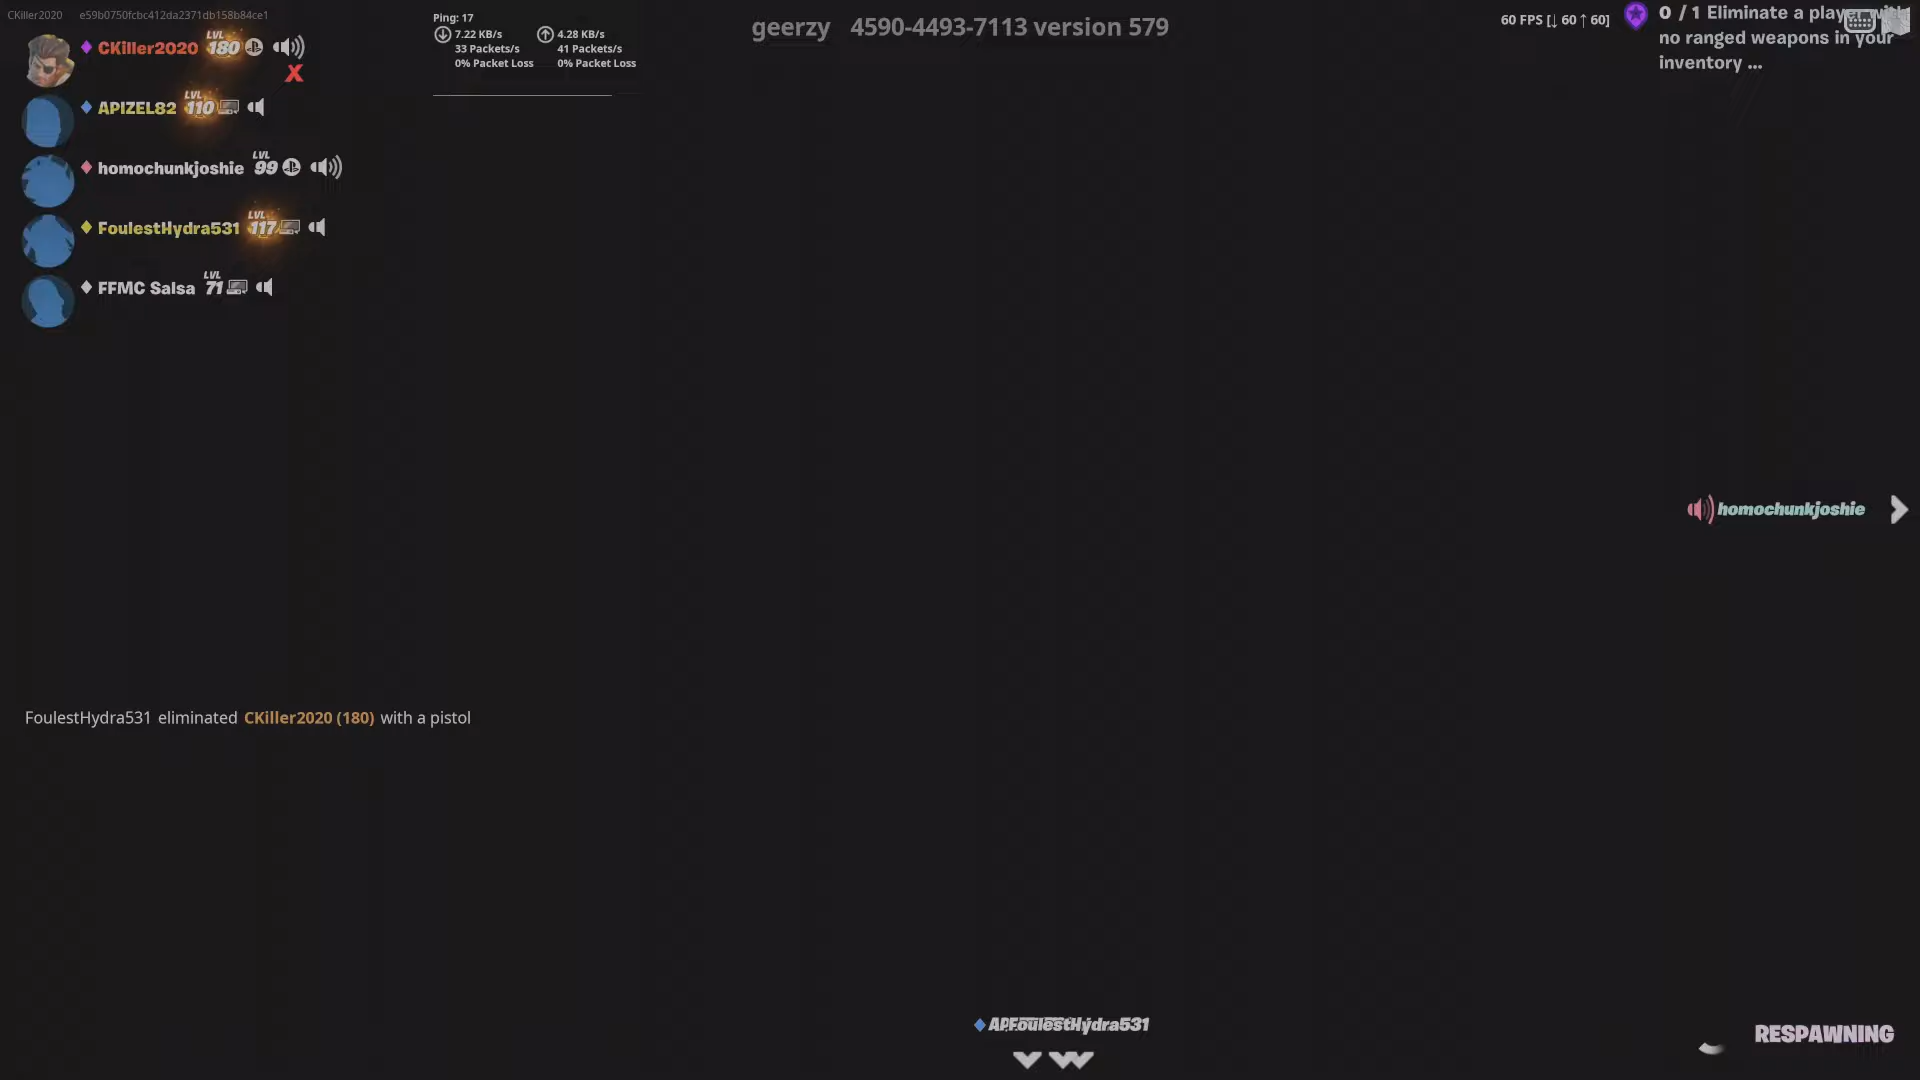 CKiller2020 e59b0750fcbc412da2371db158b84ce1
CKiller2020 LVL 180
X
APIZEL82 LVL 110
homochunkjoshie LVL 99
FoulestHydra531 LVL 117
FFMC Salsa LVL 71
Ping: 17
7.22 KB/s 4.28 KB/s
33 Packets/s 41 Packets/s
0% Packet Loss 0% Packet Loss
geerzy 4590-4493-7113 version 579
60 FPS [↓ 60 ↑ 60]
0 / 1 Eliminate a player with
no ranged weapons in your
inventory ...
homochunkjoshie
FoulestHydra531 eliminated CKiller2020 (180) with a pistol
FoulestHydra531
RESPAWNING